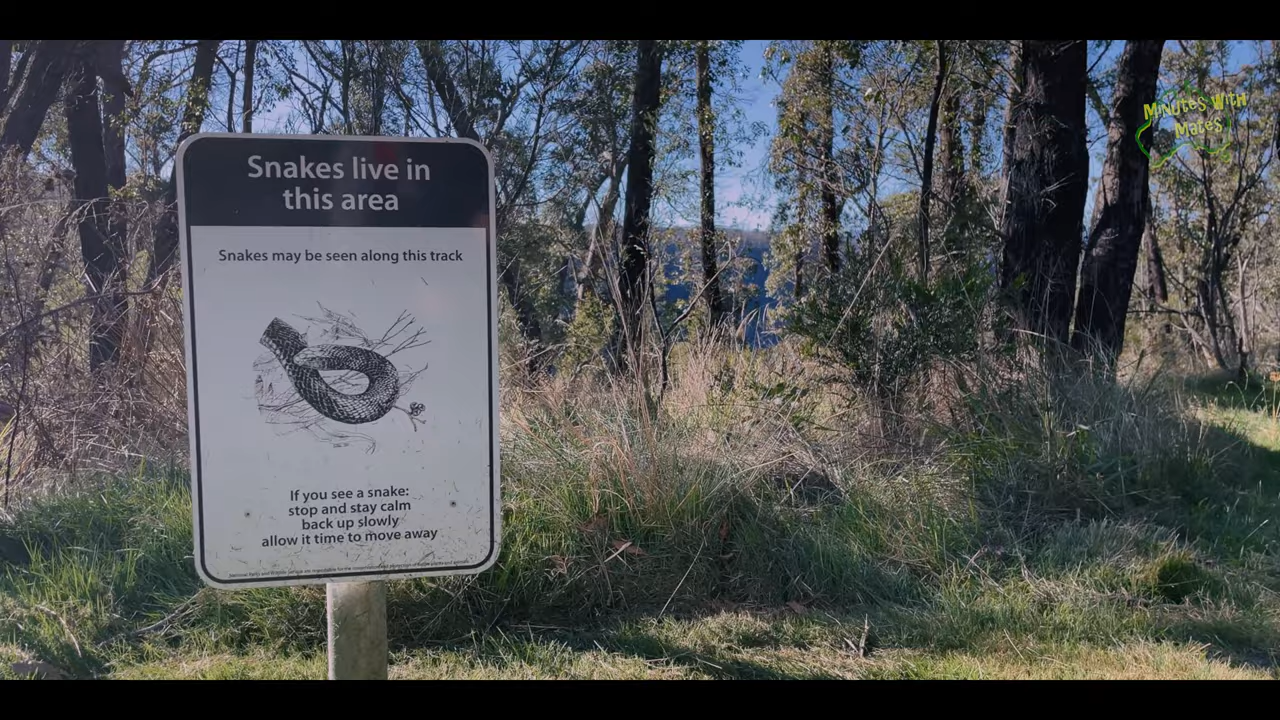 Snakes live in
this area
Snakes may be seen along this track
If you see a snake:
stop and stay calm
back up slowly
allow it time to move away
Minutes With
Mates